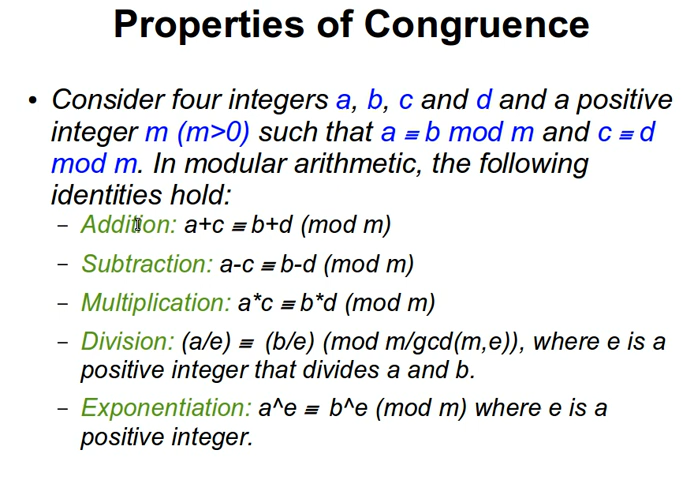 Properties of Congruence
• Consider four integers a, b, c and d and a positive
integer m (m>0) such that a ≡ b mod m and c ≡ d
mod m. In modular arithmetic, the following
identities hold:
– Addition: a+c ≡ b+d (mod m)
– Subtraction: a-c ≡ b-d (mod m)
– Multiplication: a*c ≡ b*d (mod m)
– Division: (a/e) ≡ (b/e) (mod m/gcd(m,e)), where e is a
positive integer that divides a and b.
– Exponentiation: a^e ≡ b^e (mod m) where e is a
positive integer.